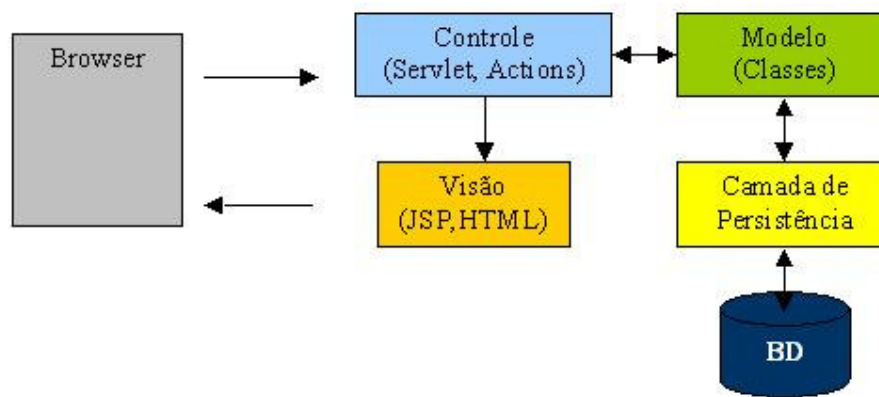 Browser
Controle
(Servlet, Actions)
Modelo
(Classes)
Visão
(JSP,HTML)
Camada de
Persistência
BD